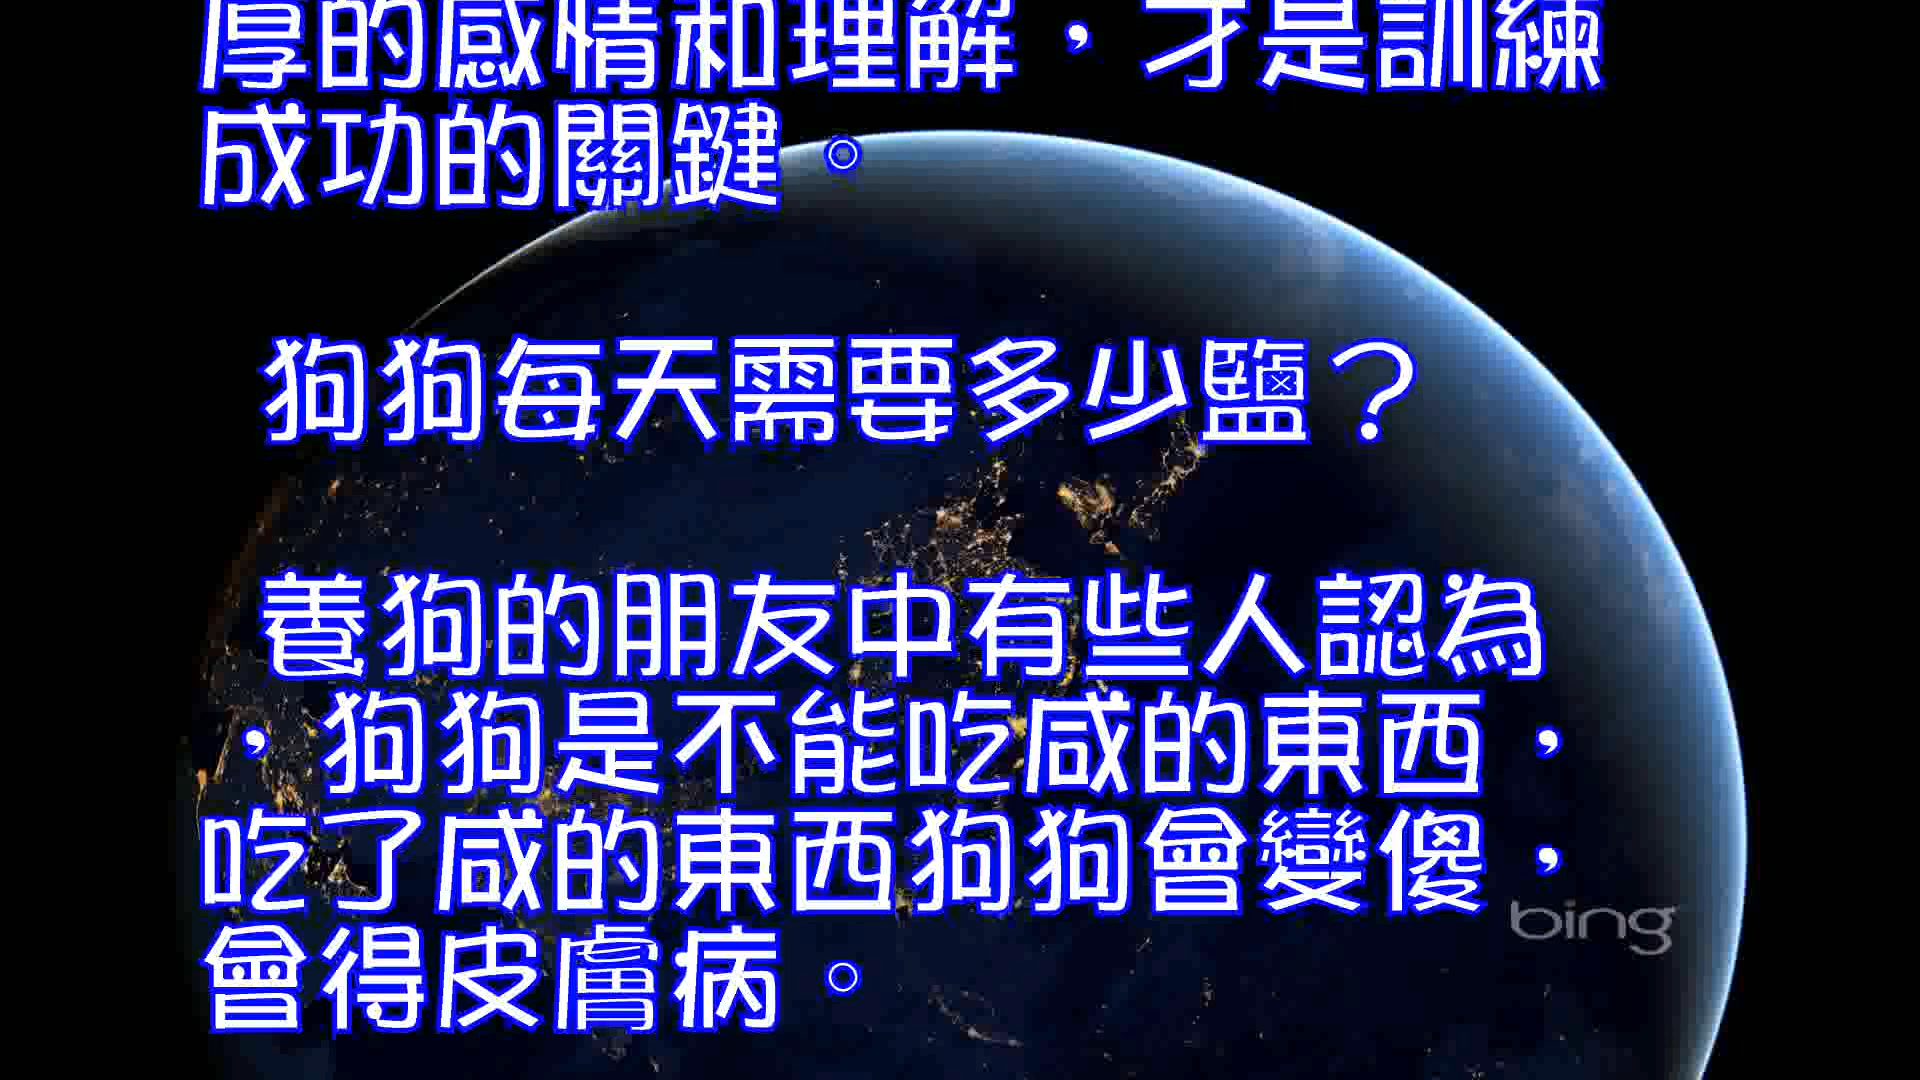 厚的感情和理解，才是訓練
成功的關鍵。
狗狗每天需要多少鹽？
養狗的朋友中有些人認為
，狗狗是不能吃咸的東西，
吃了咸的東西狗狗會變傻，
會得皮膚病。
bing